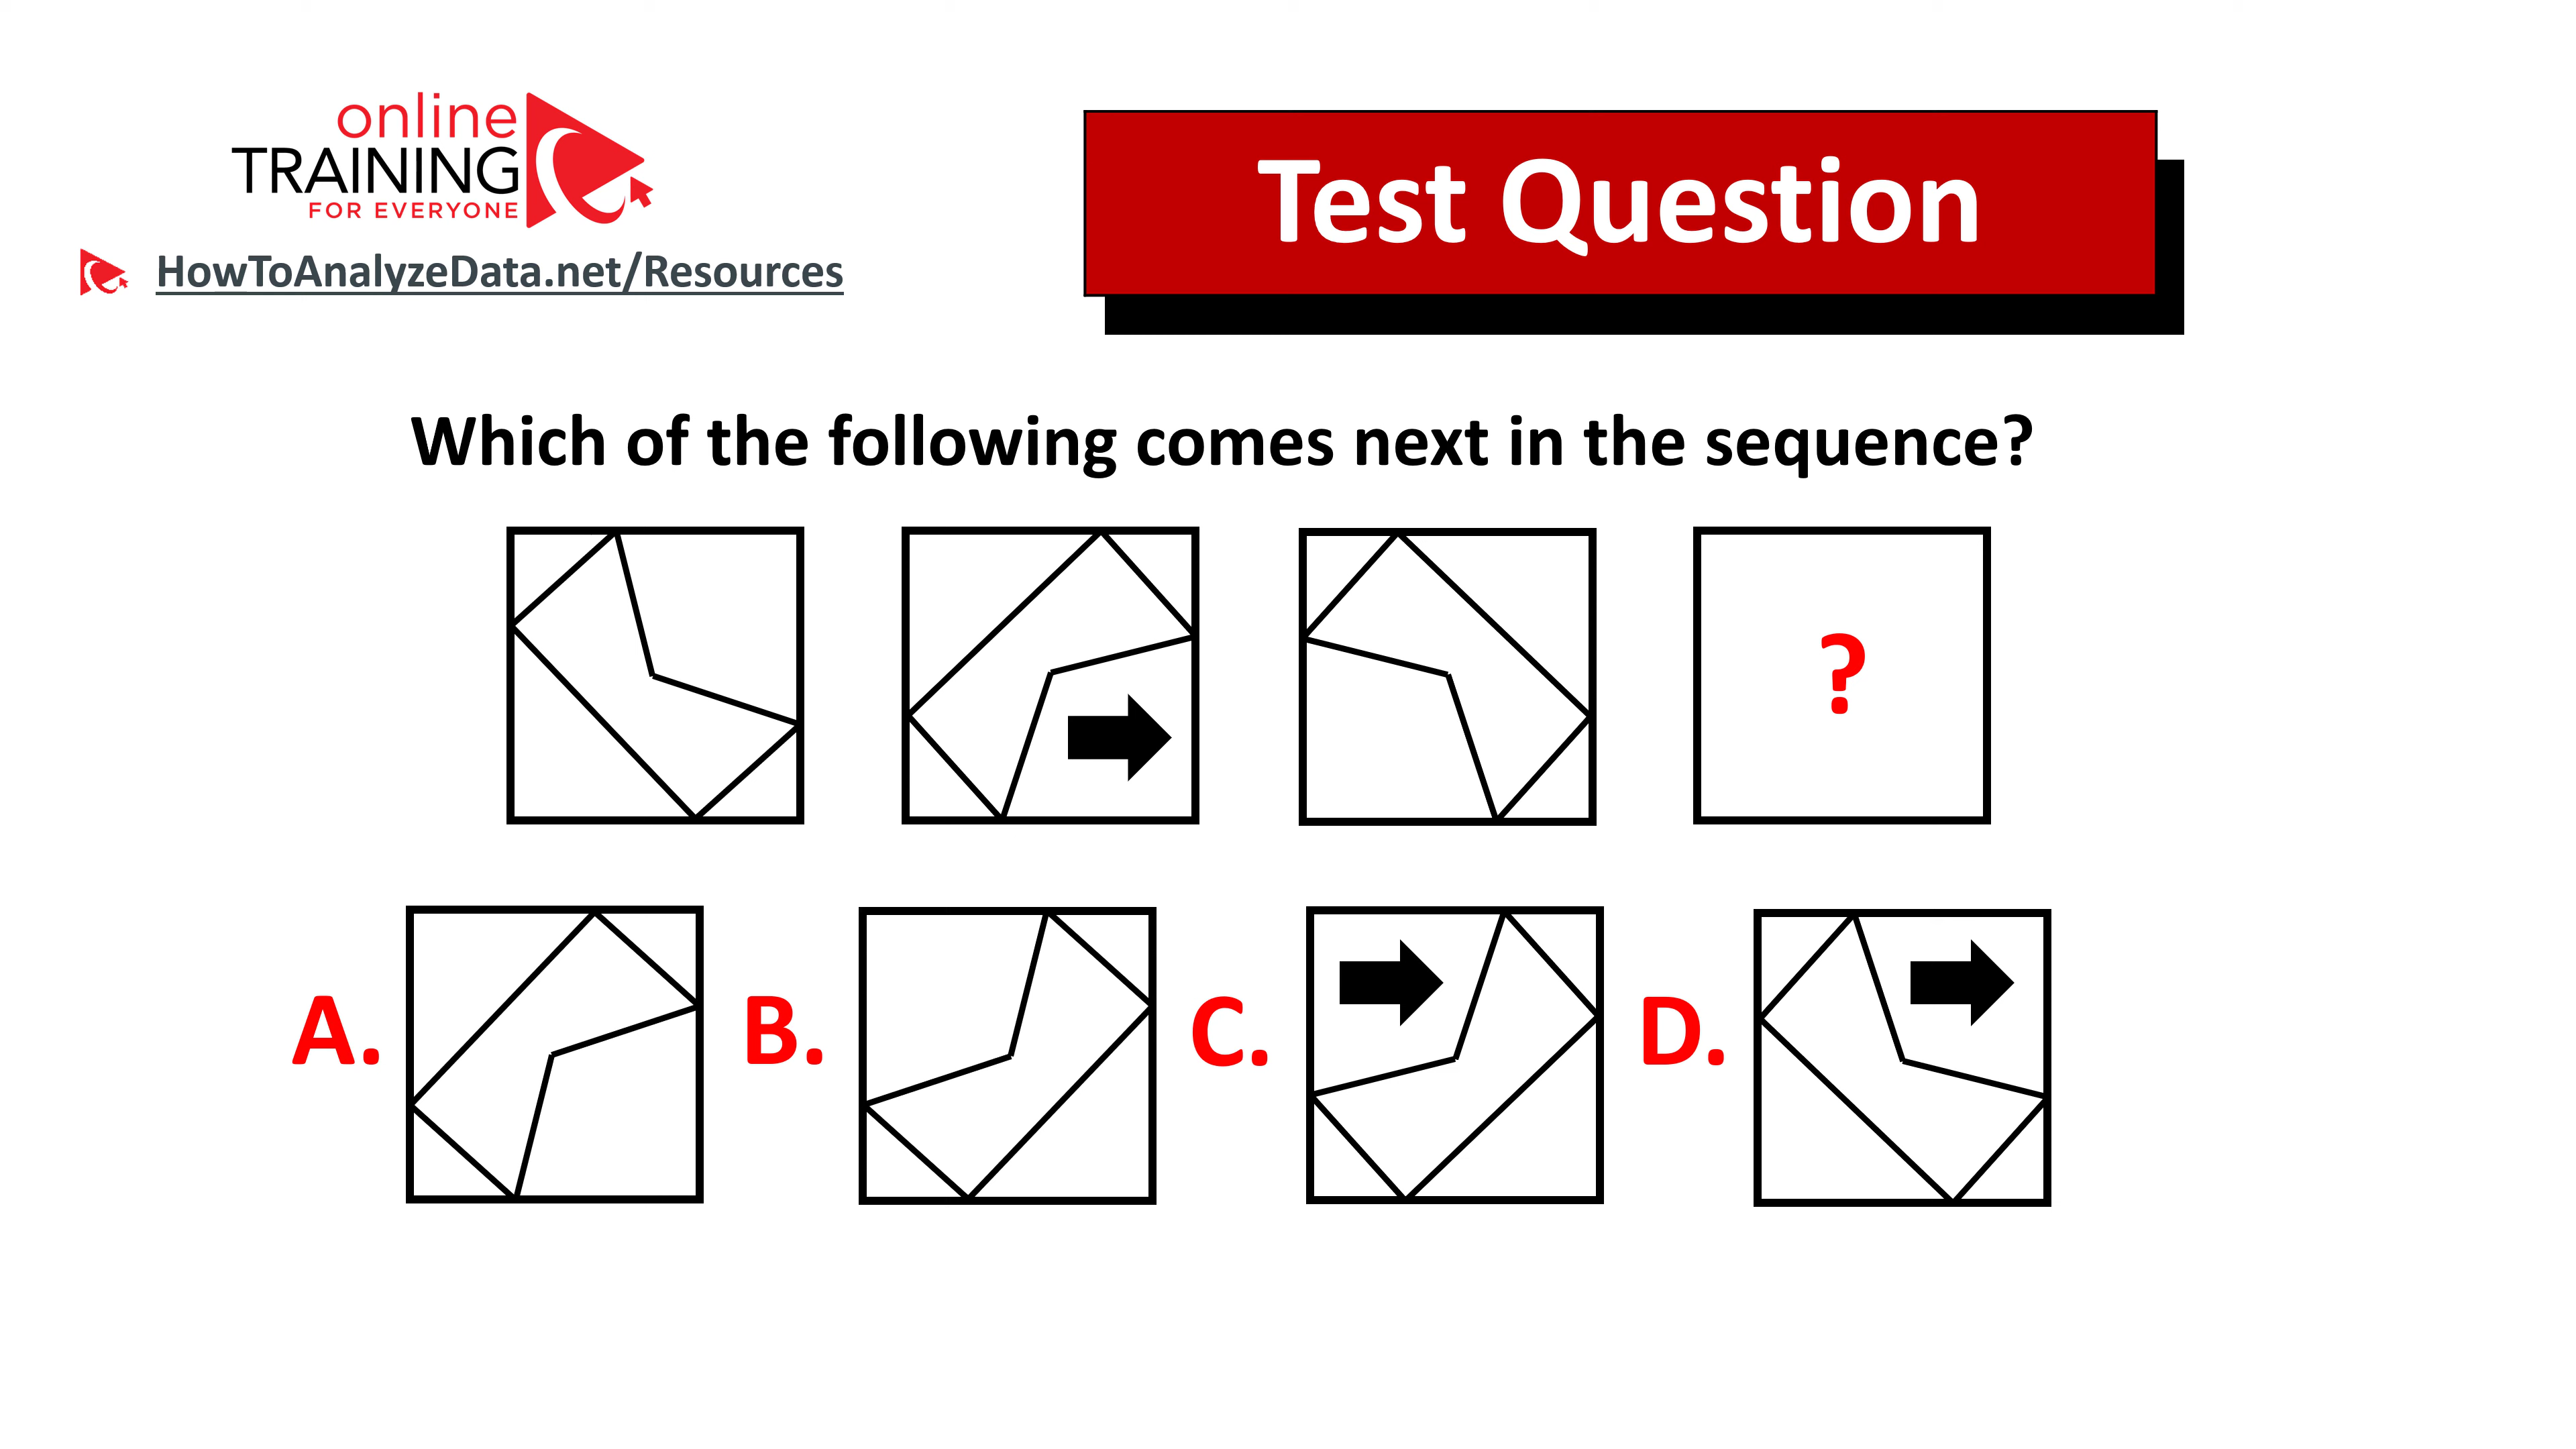 online
TRAINING
FOR EVERYONE
HowToAnalyzeData.net/Resources
Test Question
Which of the following comes next in the sequence?
?
A.
B.
C.
D.